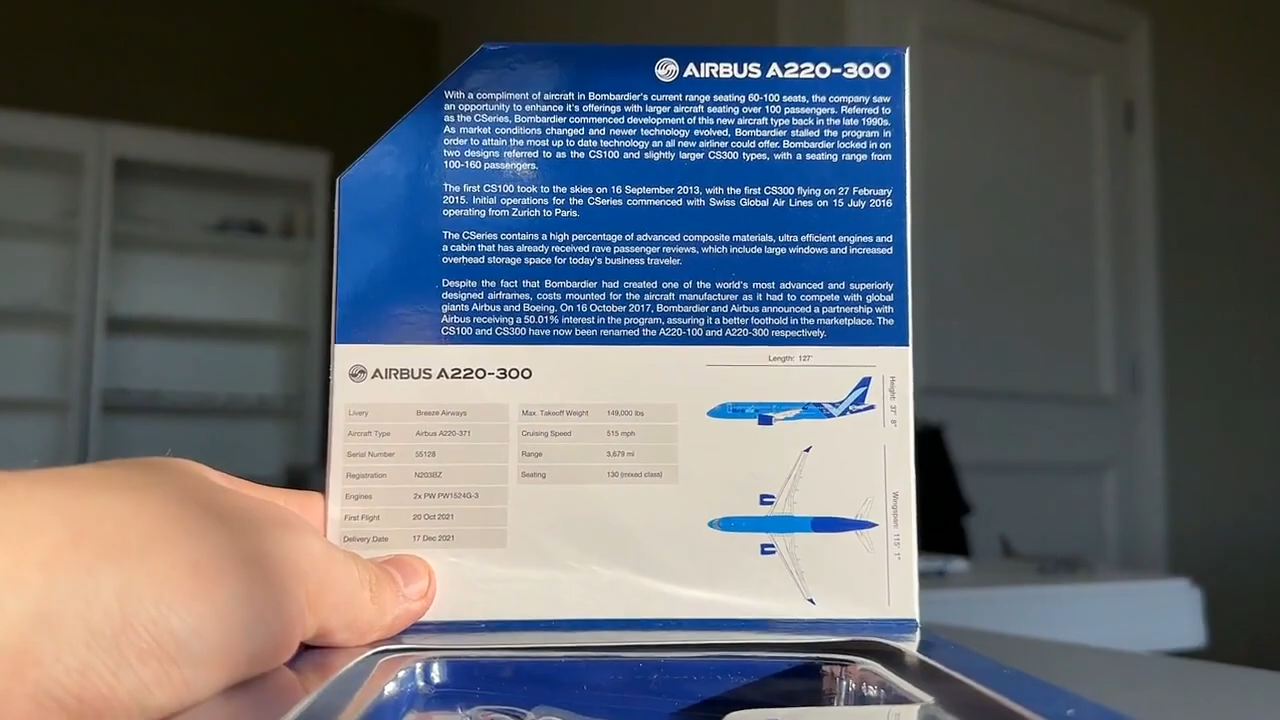 AIRBUS A220-300
With a compliment of aircraft in Bombardier's current range seating 60-100 seats, the company saw
an opportunity to enhance it's offerings with larger aircraft seating over 100 passengers. Referred to
as the CSeries, Bombardier commenced development of this new aircraft type back in the late 1990s.
As market conditions changed and newer technology evolved, Bombardier stalled the program in
order to attain the most up to date technology an all new airliner could offer. Bombardier locked in on
two designs referred to as the CS100 and slightly larger CS300 types, with a seating range from
100-160 passengers.
The first CS100 took to the skies on 16 September 2013, with the first CS300 flying on 27 February
2015. Initial operations for the CSeries commenced with Swiss Global Air Lines on 15 July 2016
operating from Zurich to Paris.
The CSeries contains a high percentage of advanced composite materials, ultra efficient engines and
a cabin that has already received rave passenger reviews, which include large windows and increased
overhead storage space for today's business traveler.
Despite the fact that Bombardier had created one of the world's most advanced and superiorly
designed airframes, costs mounted for the aircraft manufacturer as it had to compete with global
giants Airbus and Boeing. On 16 October 2017, Bombardier and Airbus announced a partnership with
Airbus receiving a 50.01% interest in the program, assuring it a better foothold in the marketplace. The
CS100 and CS300 have now been renamed the A220-100 and A220-300 respectively.
AIRBUS A220-300
Livery Breeze Airways
Aircraft Type Airbus A220-371
Serial Number 55128
Registration N203BZ
Engines 2x PW PW1524G-3
First Flight 20 Oct 2021
Delivery Date 17 Dec 2021
Max. Takeoff Weight 149,000 lbs
Cruising Speed 515 mph
Range 3,679 mi
Seating 130 (mixed class)
Length: 127'
Height: 37' 8"
Wingspan: 115' 1"